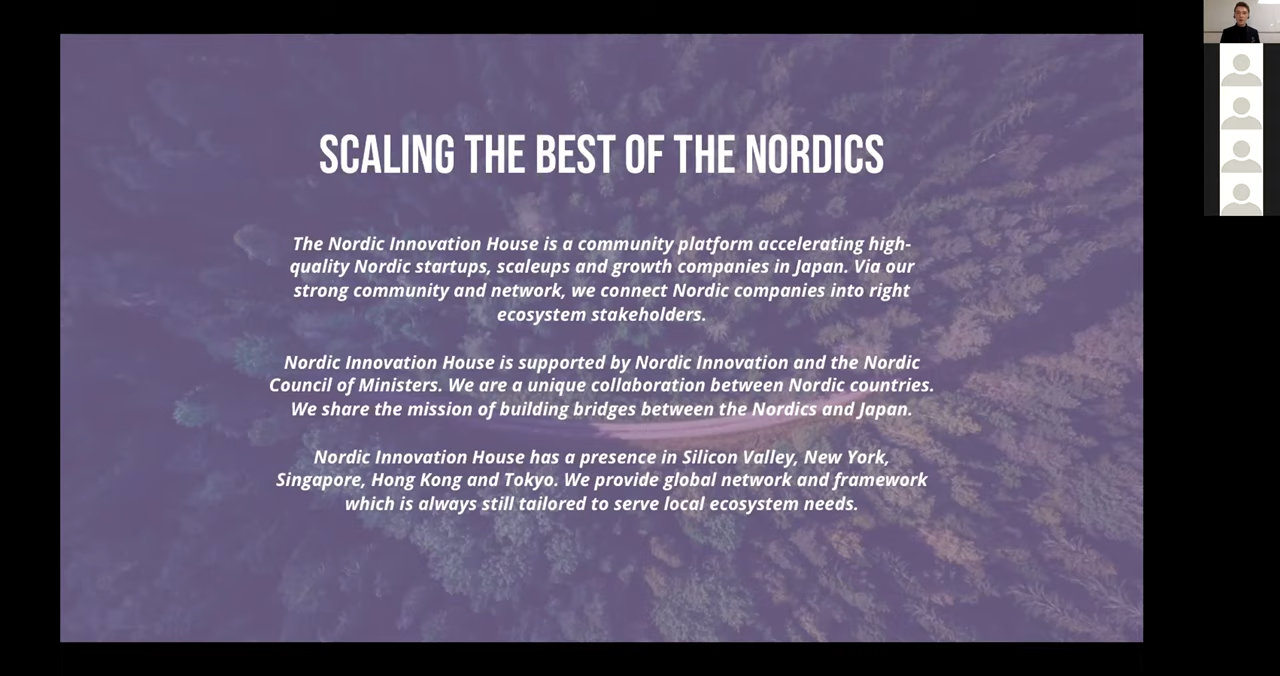 SCALING THE BEST OF THE NORDICS
The Nordic Innovation House is a community platform accelerating high-
quality Nordic startups, scaleups and growth companies in Japan. Via our
strong community and network, we connect Nordic companies into right
ecosystem stakeholders.
Nordic Innovation House is supported by Nordic Innovation and the Nordic
Council of Ministers. We are a unique collaboration between Nordic countries.
We share the mission of building bridges between the Nordics and Japan.
Nordic Innovation House has a presence in Silicon Valley, New York,
Singapore, Hong Kong and Tokyo. We provide global network and framework
which is always still tailored to serve local ecosystem needs.